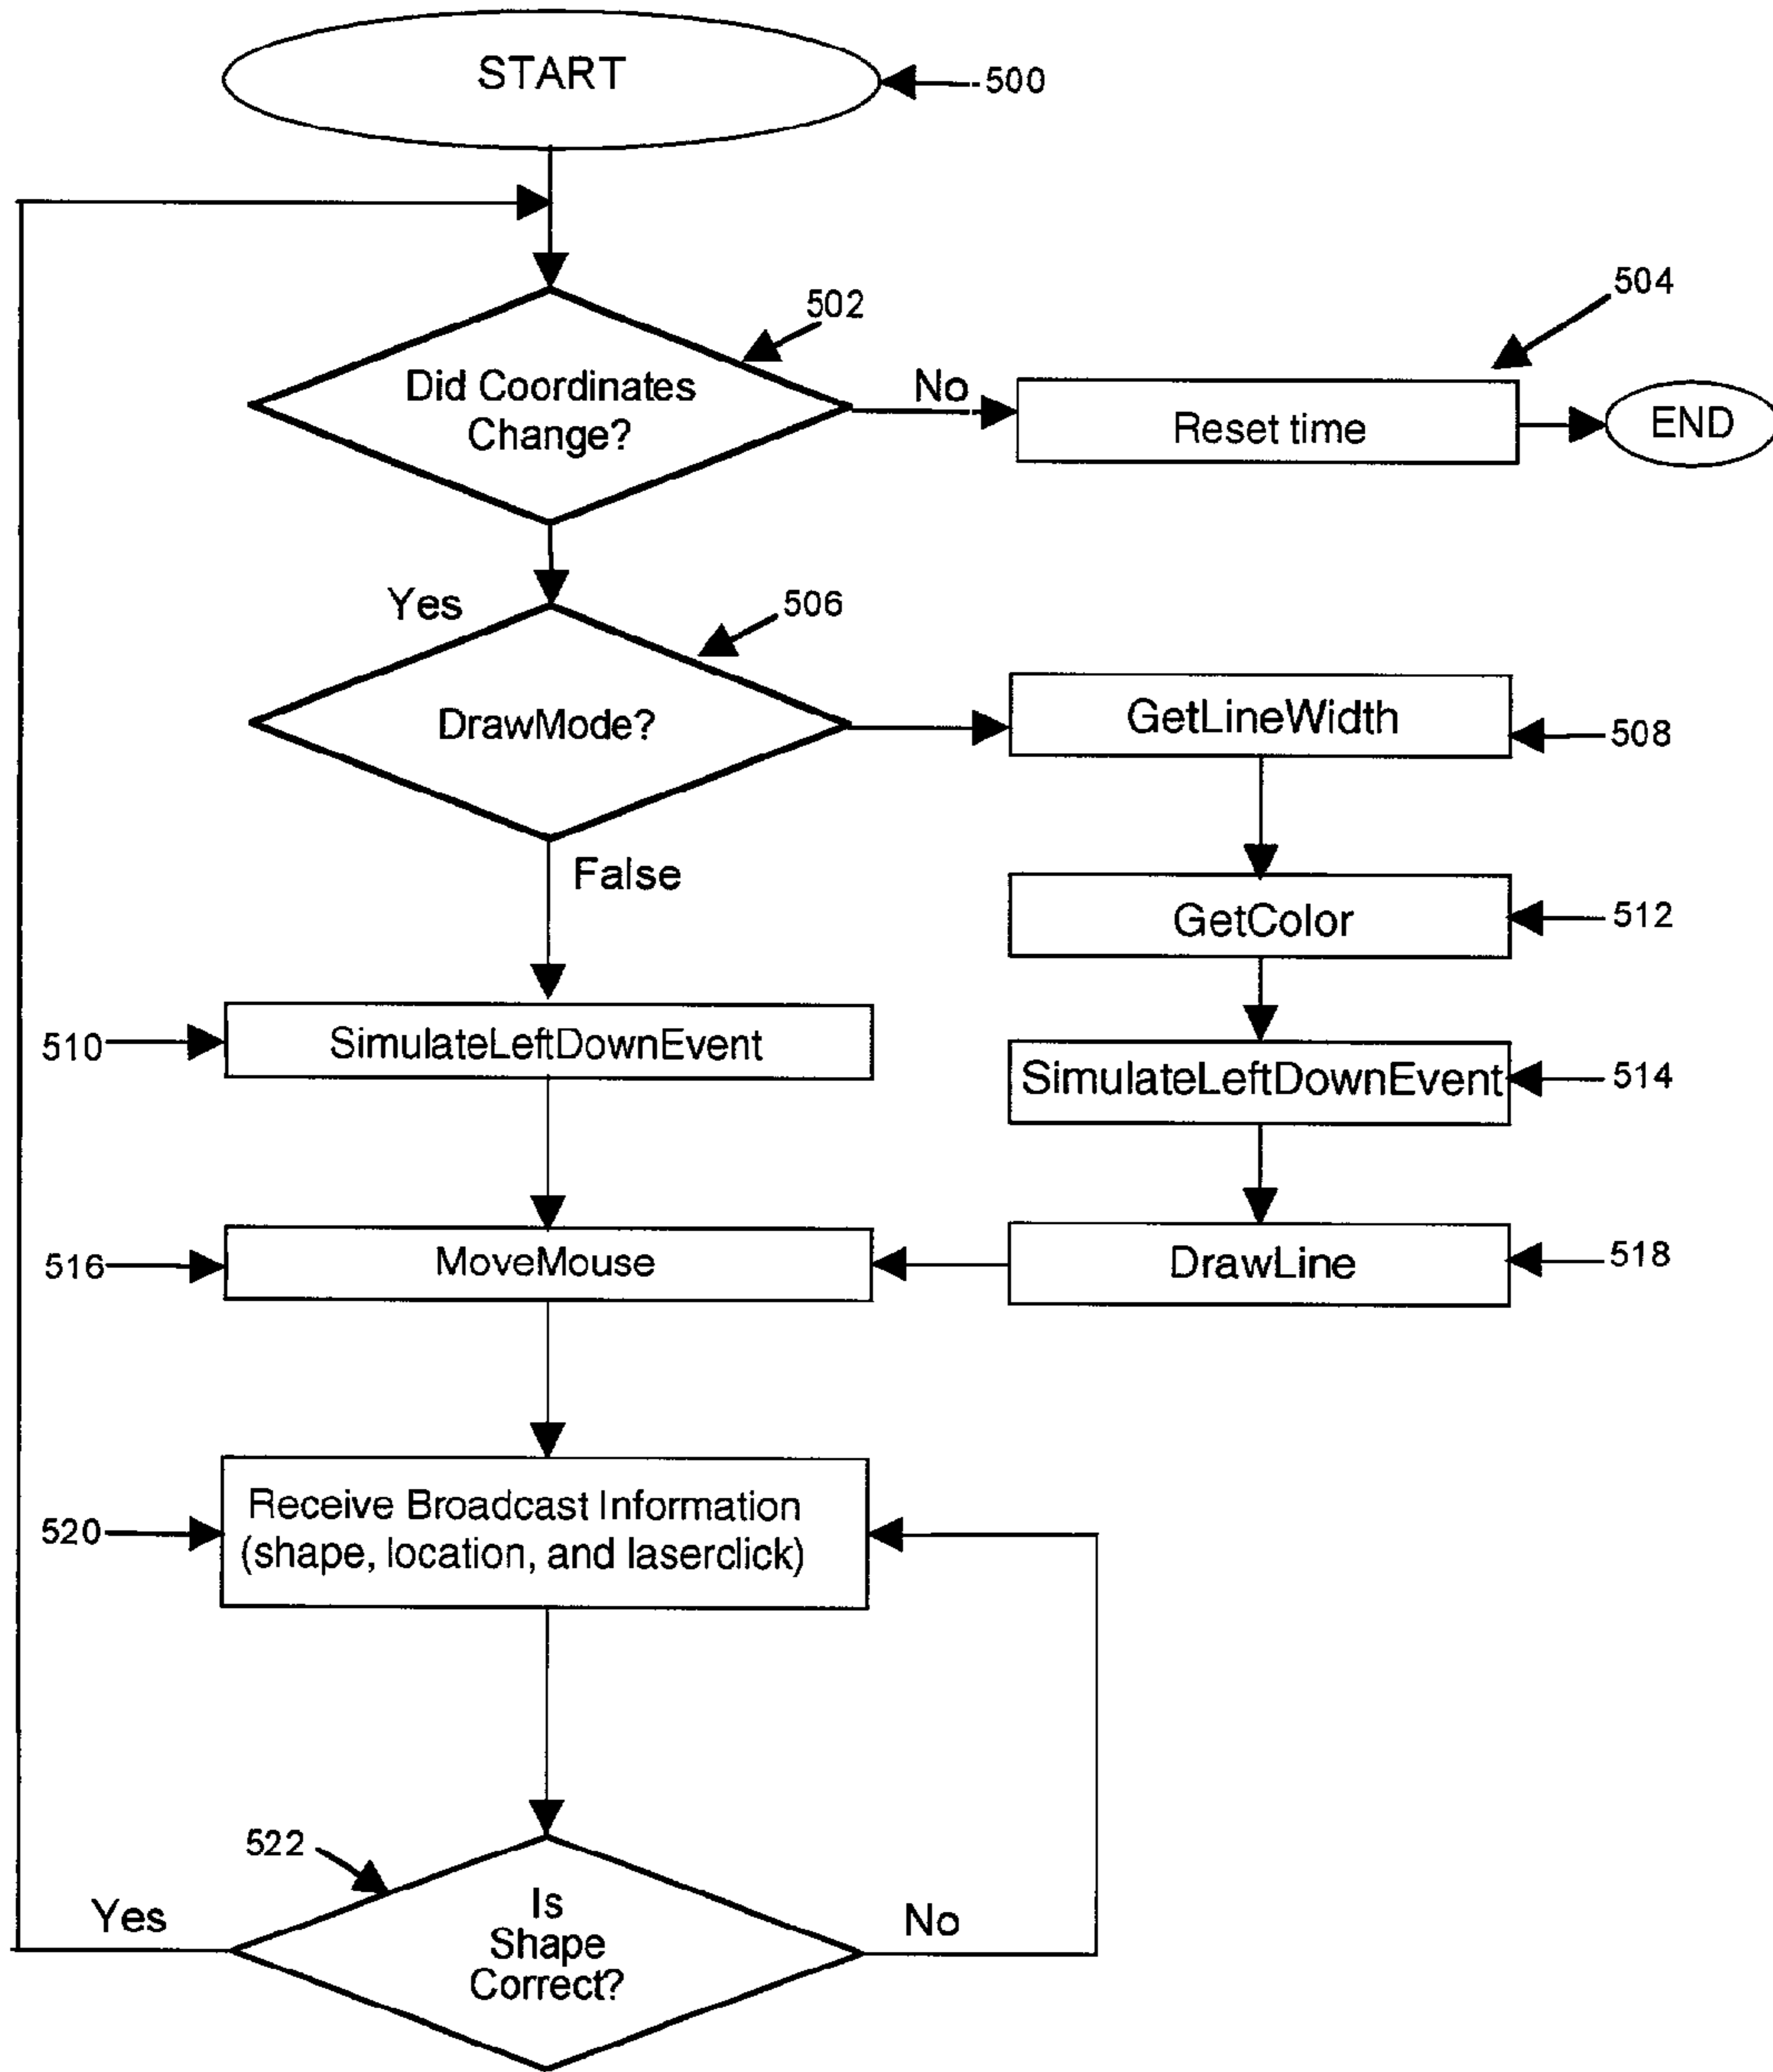 START
500
502
504
Did Coordinates
Change?
No
Reset time
END
Yes
506
DrawMode?
GetLineWidth
508
False
GetColor
512
510
SimulateLeftDownEvent
SimulateLeftDownEvent
514
516
MoveMouse
DrawLine
518
520
Receive Broadcast Information
(shape, location, and laserclick)
522
Yes
Is
Shape
Correct?
No